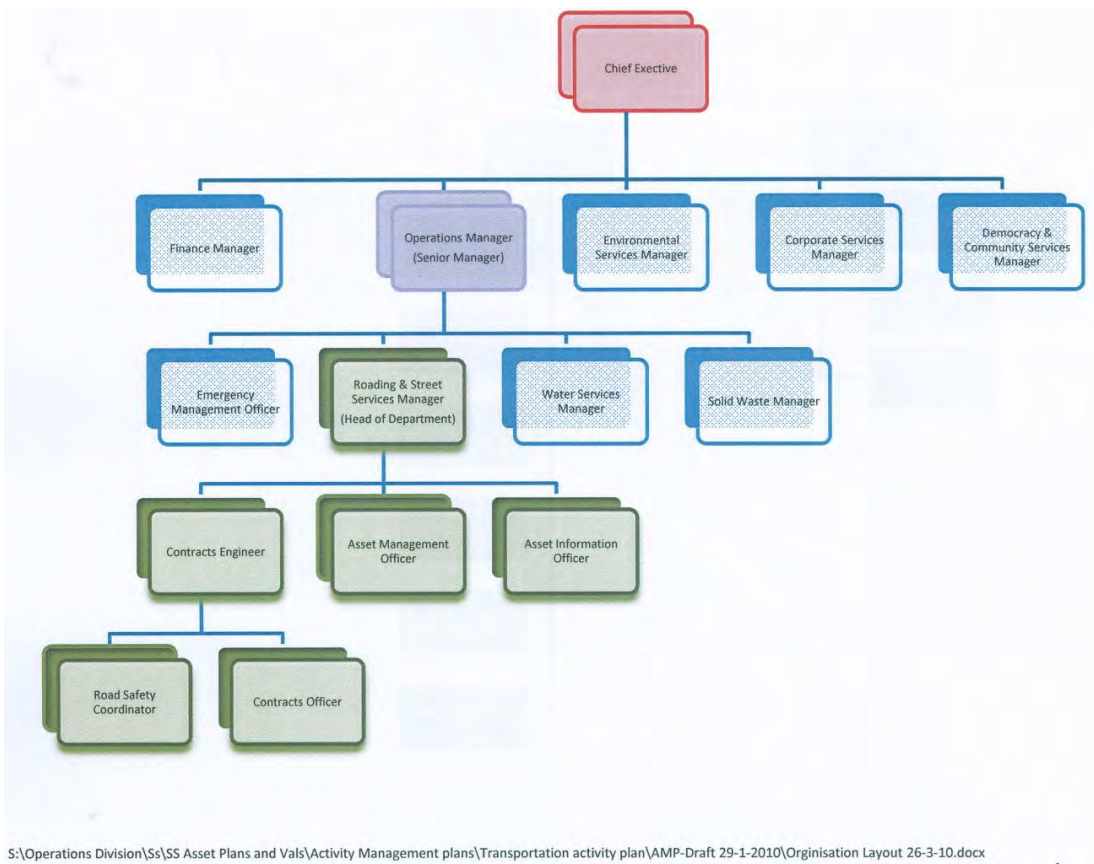 Chief Exective
Finance Manager
Operations Manager
(Senior Manager)
Environmental
Services Manager
Corporate Services
Manager
Democracy &
Community Services
Manager
Emergency
Management Officer
Roading & Street
Services Manager
(Head of Department)
Water Services
Manager
Solid Waste Manager
Contracts Engineer
Asset Management
Officer
Asset Information
Officer
Road Safety
Coordinator
Contracts Officer
S:\Operations Division\Ss\SS Asset Plans and Vals\Activity Management plans\Transportation activity plan\AMP-Draft 29-1-2010\Orginisation Layout 26-3-10.docx